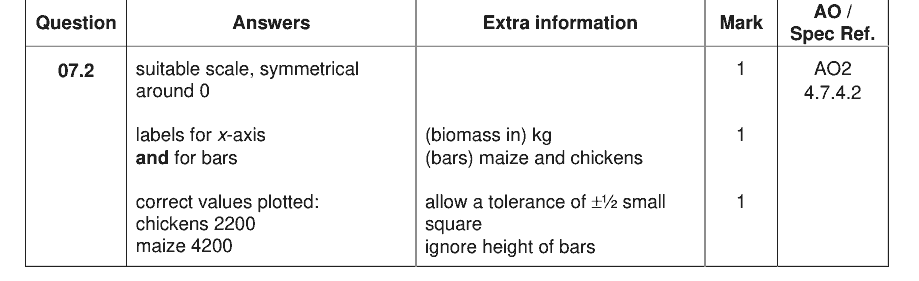 Question Answers Extra information Mark AO /
Spec Ref.
07.2 suitable scale, symmetrical 1 AO2
around 0 4.7.4.2
labels for x-axis (biomass in) kg 1
and for bars (bars) maize and chickens
correct values plotted: allow a tolerance of ±½ small 1
chickens 2200 square
maize 4200 ignore height of bars